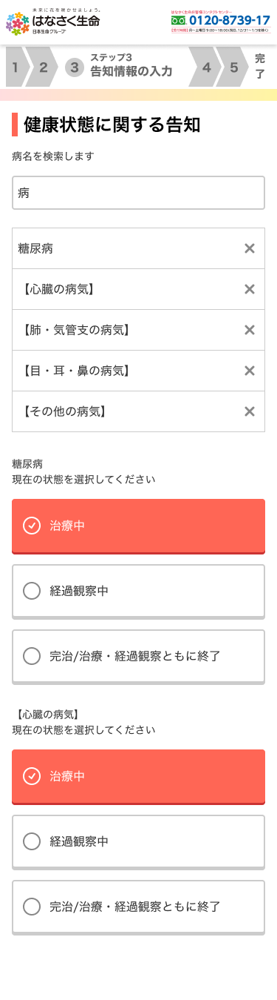 未来に花を咲かせましょう。
はなさく生命
日本生命グループ
はなさく生命お客様コンタクトセンター
0120-8739-17
【受付時間】月〜土曜日 9:00〜18:00(祝日、12/31〜1/3を除く)
1
2
3
ステップ3
告知情報の入力
4
5
完了
健康状態に関する告知
病名を検索します
病
糖尿病
【心臓の病気】
【肺・気管支の病気】
【目・耳・鼻の病気】
【その他の病気】
糖尿病
現在の状態を選択してください
治療中
経過観察中
完治/治療・経過観察ともに終了
【心臓の病気】
現在の状態を選択してください
治療中
経過観察中
完治/治療・経過観察ともに終了